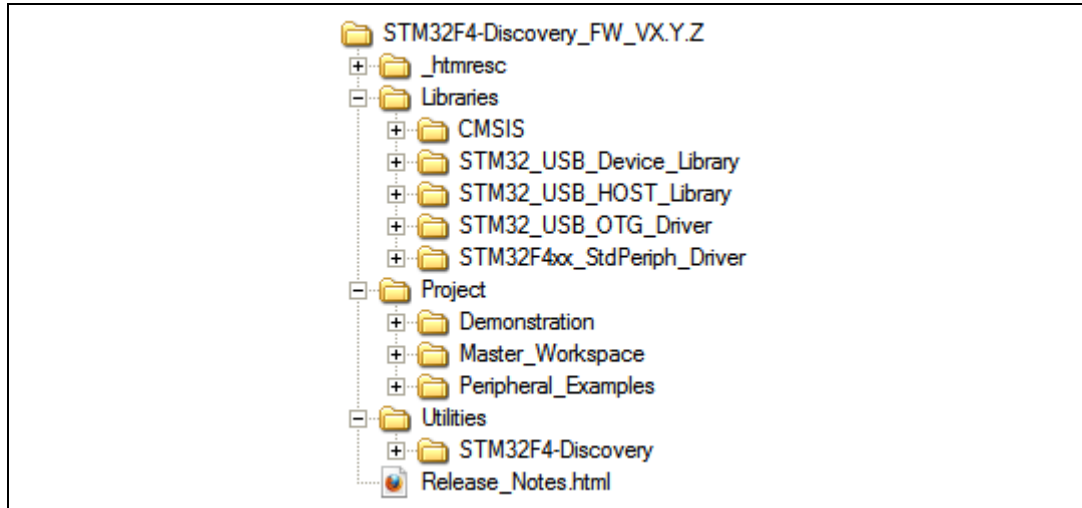 STM32F4-Discovery_FW_VX.Y.Z
_htmresc
Libraries
CMSIS
STM32_USB_Device_Library
STM32_USB_HOST_Library
STM32_USB_OTG_Driver
STM32F4xx_StdPeriph_Driver
Project
Demonstration
Master_Workspace
Peripheral_Examples
Utilities
STM32F4-Discovery
Release_Notes.html